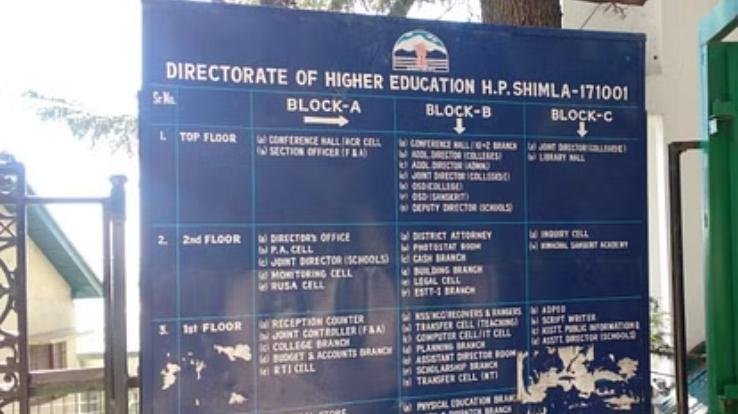 DIRECTORATE OF HIGHER EDUCATION H.P. SHIMLA-171001
Sr.No. BLOCK-A BLOCK-B BLOCK-C
1. TOP FLOOR
(a) CONFERENCE HALL/ACR CELL
(b) SECTION OFFICER (F & A)
(a) CONFERENCE HALL/10+2 BRANCH
(b) ADDL. DIRECTOR (COLLEGES)
(c) ADDL. DIRECTOR (ADMN)
(d) JOINT DIRECTOR (COLLEGES)
(e) OSD (COLLEGE)
(f) OSD (SANSKRIT)
DEPUTY DIRECTOR (SCHOOLS)
(a) JOINT DIRECTOR (COLLEGES)
(b) LIBRARY HALL
2. 2nd FLOOR
(a) DIRECTOR'S OFFICE
(b) P.A. CELL
(c) JOINT DIRECTOR (SCHOOLS)
(d) MONITORING CELL
(e) RUSA CELL
(a) DISTRICT ATTORNEY
(b) PHOTOSTAT ROOM
(c) CASH BRANCH
(d) BUILDING BRANCH
(e) LEGAL CELL
(f) ESTT-I BRANCH
(a) INQUIRY CELL
(b) HIMACHAL SANSKRIT ACADEMY
3. 1st FLOOR
(a) RECEPTION COUNTER
(b) JOINT CONTROLLER (F & A)
(c) COLLEGE BRANCH
(d) BUDGET & ACCOUNTS BRANCH
(e) RTI CELL
NSS/NCC/ROVERS & RANGERS
TRANSFER CELL (TEACHING)
COMPUTER CELL/IT CELL
PLANNING BRANCH
ASSISTANT DIRECTOR ROOM
SCHOLARSHIP BRANCH
TRANSFER CELL (NT)
ADPOD
SCRIPT WRITER
ASSTT. PUBLIC INFORMATION
ASSTT. DIRECTOR (SCHOOLS)
PHYSICAL EDUCATION